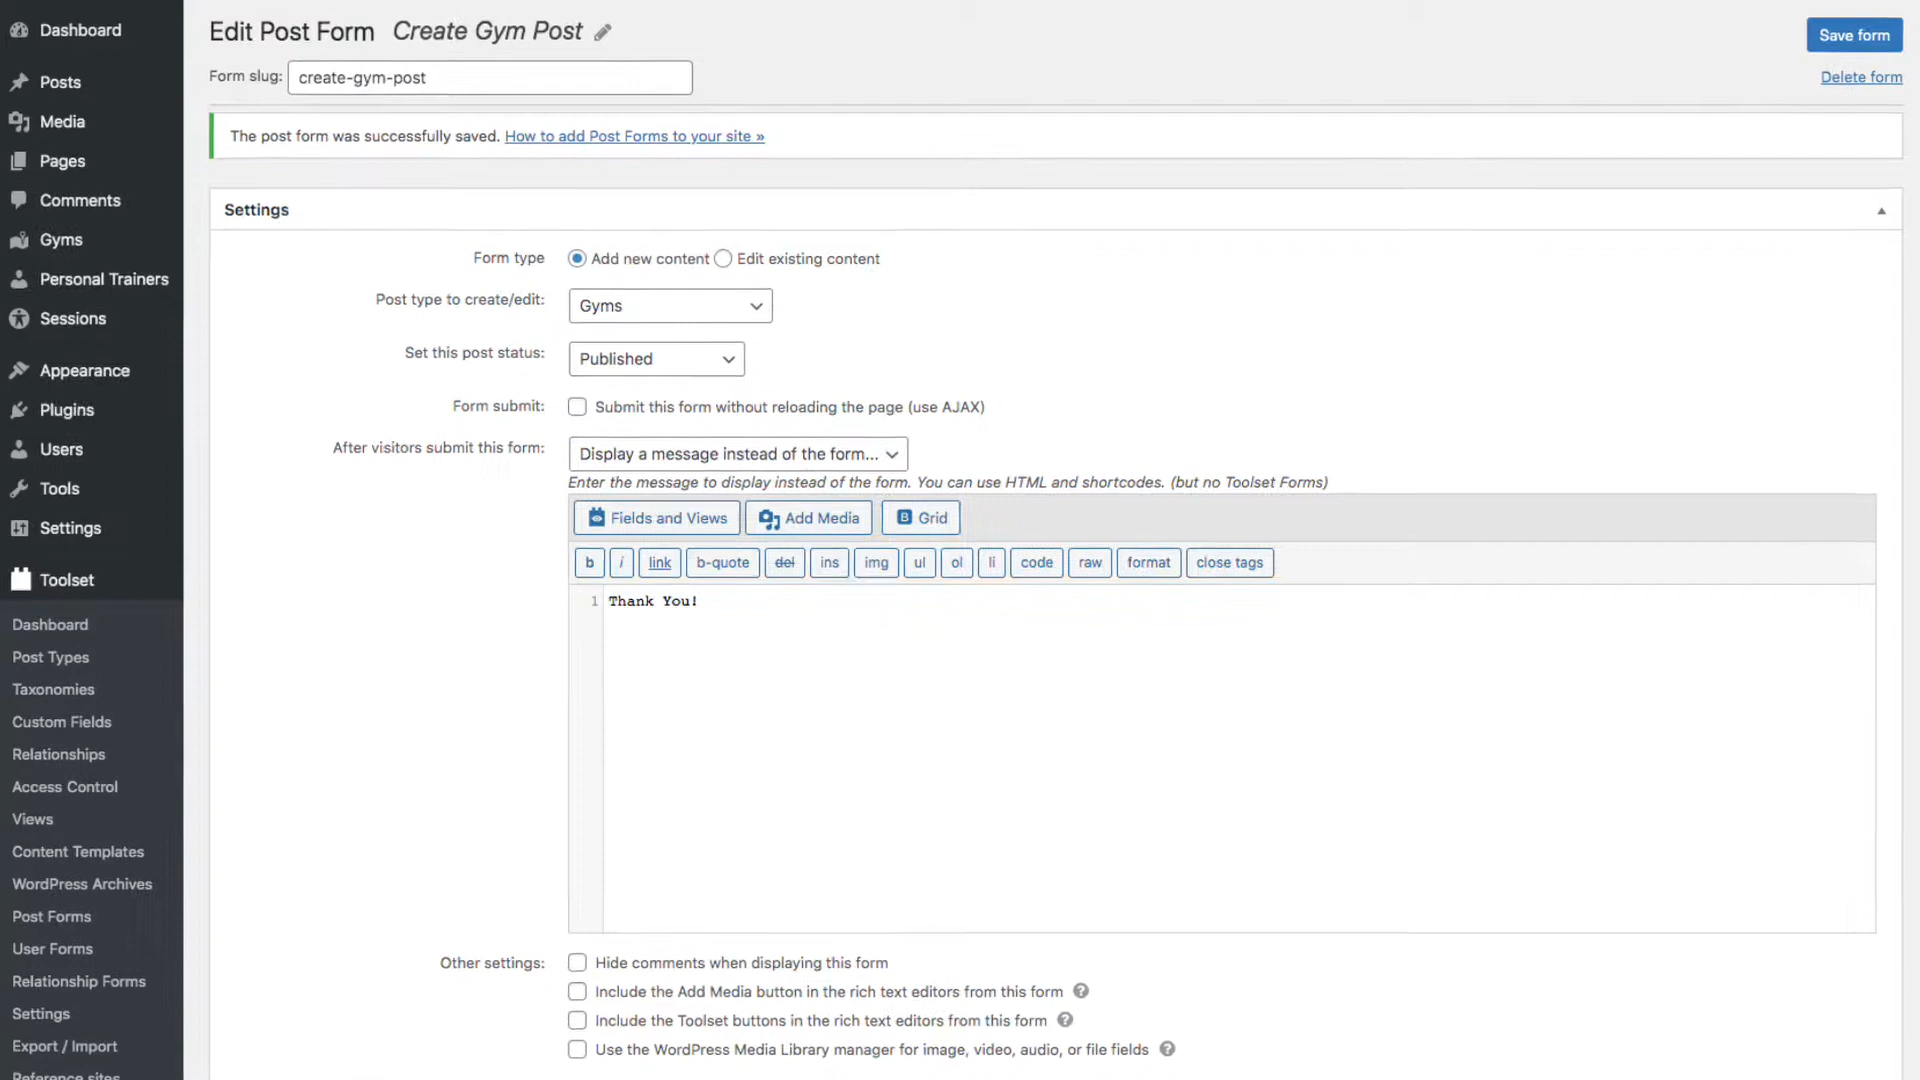 Dashboard
Posts
Media
Pages
Comments
Gyms
Personal Trainers
Sessions
Appearance
Plugins
Users
Tools
Settings
Toolset
Dashboard
Post Types
Taxonomies
Custom Fields
Relationships
Access Control
Views
Content Templates
WordPress Archives
Post Forms
User Forms
Relationship Forms
Settings
Export / Import
Reference sites
Edit Post Form Create Gym Post
Save form
Form slug: create-gym-post
Delete form
The post form was successfully saved. How to add Post Forms to your site »
Settings
Form type Add new content Edit existing content
Post type to create/edit: Gyms
Set this post status: Published
Form submit: Submit this form without reloading the page (use AJAX)
After visitors submit this form: Display a message instead of the form...
Enter the message to display instead of the form. You can use HTML and shortcodes. (but no Toolset Forms)
Fields and Views Add Media B Grid
b i link b-quote del ins img ul ol li code raw format close tags
1 Thank You!
Other settings: Hide comments when displaying this form
Include the Add Media button in the rich text editors from this form ?
Include the Toolset buttons in the rich text editors from this form ?
Use the WordPress Media Library manager for image, video, audio, or file fields ?